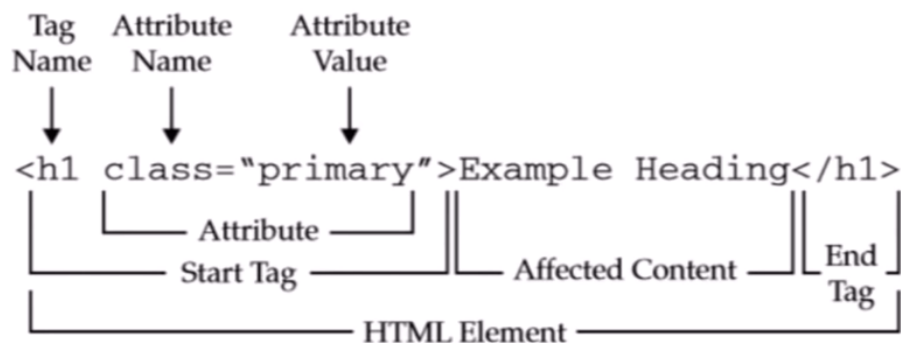 Tag Attribute Attribute
Name Name Value
<h1 class="primary">Example Heading</h1>
Attribute
Start Tag Affected Content End
Tag
HTML Element